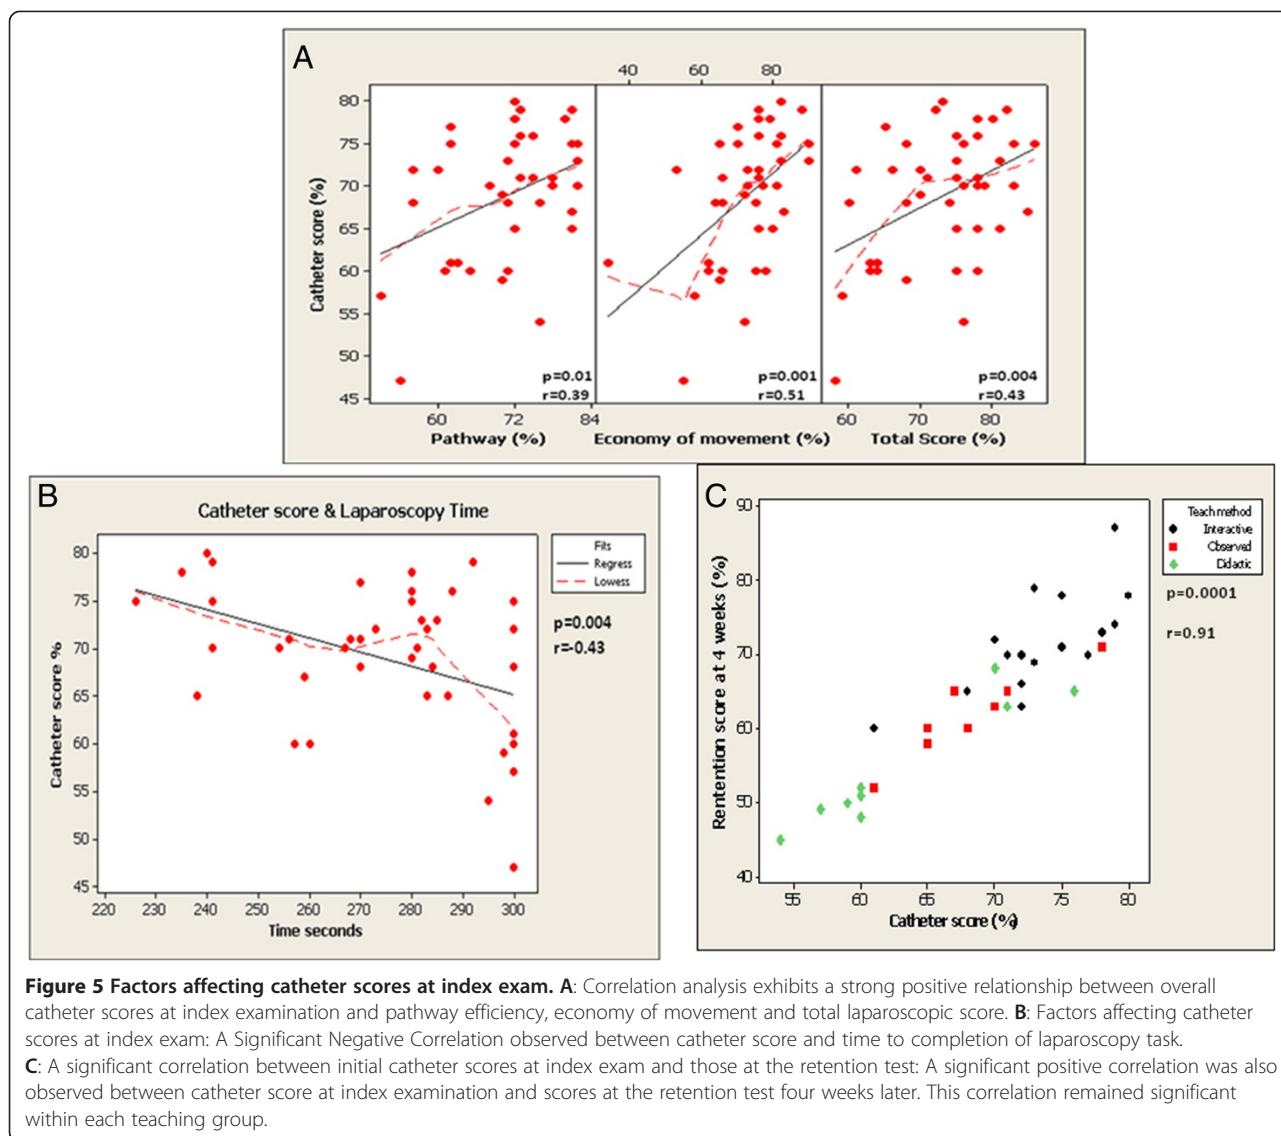 A
40 60 80
80
75
70
65
60
55
50
45
Catheter score (%)
p=0.01
r=0.39
p=0.001
r=0.51
p=0.004
r=0.43
60 72 84 60 70 80
Pathway (%) Economy of movement (%) Total Score (%)
B
Catheter score & Laparoscopy Time
80
75
70
65
60
55
50
45
Catheter score %
220 230 240 250 260 270 280 290 300
Time seconds
Fits
Regress
Lowess
p=0.004
r=-0.43
C
90
80
70
60
50
40
Rentention score at 4 weeks (%)
55 60 65 70 75 80
Catheter score (%)
Teach method
Interactive
Observed
Didactic
p=0.0001
r=0.91
Figure 5 Factors affecting catheter scores at index exam. A: Correlation analysis exhibits a strong positive relationship between overall
catheter scores at index examination and pathway efficiency, economy of movement and total laparoscopic score. B: Factors affecting catheter
scores at index exam: A Significant Negative Correlation observed between catheter score and time to completion of laparoscopy task.
C: A significant correlation between initial catheter scores at index exam and those at the retention test: A significant positive correlation was also
observed between catheter score at index examination and scores at the retention test four weeks later. This correlation remained significant
within each teaching group.